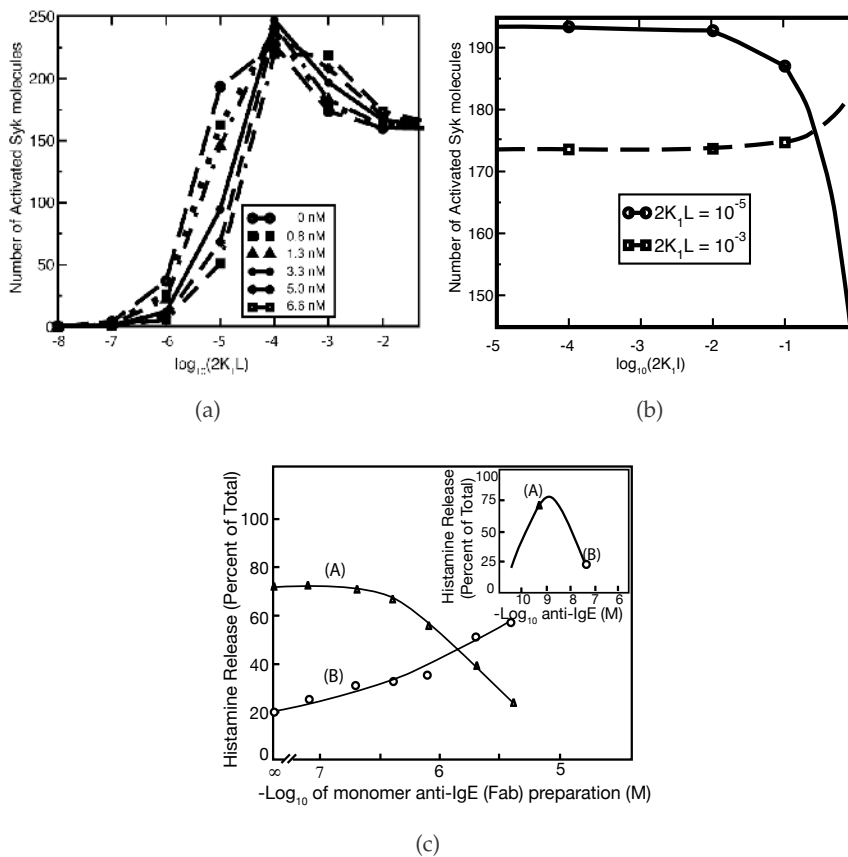 250
200
150
100
50
0
Number of Activated Syk molecules
0 nM
0.8 nM
1.3 nM
3.3 nM
5.0 nM
6.6 nM
-8 -7 -6 -5 -4 -3 -2
log₁₀(2K₁L)
(a)
190
175
160
145
Number of Activated Syk molecules
2K₁L = 10⁻⁵
2K₁L = 10⁻³
-5 -4 -3 -2 -1
log₁₀(2K₁I)
(b)
100
80
60
40
20
0
Histamine Release (Percent of Total)
(A)
(B)
100
75
50
25
0
Histamine Release
(Percent of Total)
(A)
(B)
10 9 8 7 6
-Log₁₀ anti-IgE (M)
∞ 7 6 5
-Log₁₀ of monomer anti-IgE (Fab) preparation (M)
(c)